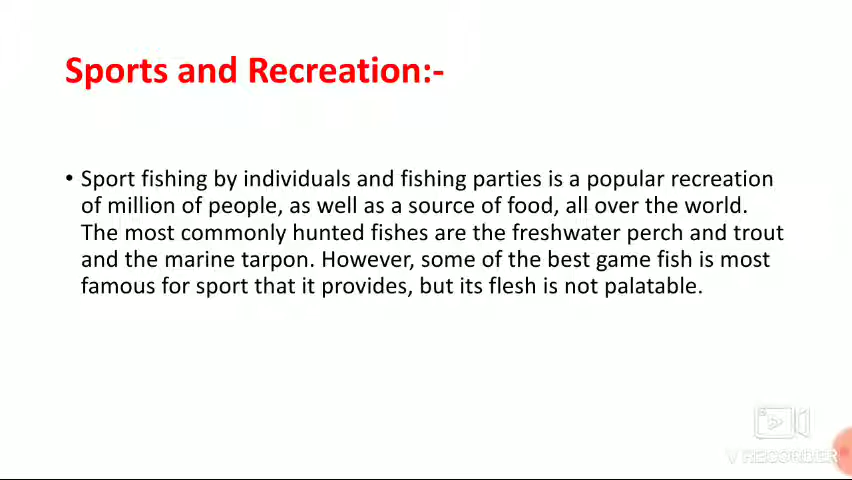 Sports and Recreation:-
• Sport fishing by individuals and fishing parties is a popular recreation
of million of people, as well as a source of food, all over the world.
The most commonly hunted fishes are the freshwater perch and trout
and the marine tarpon. However, some of the best game fish is most
famous for sport that it provides, but its flesh is not palatable.
V RECORDER